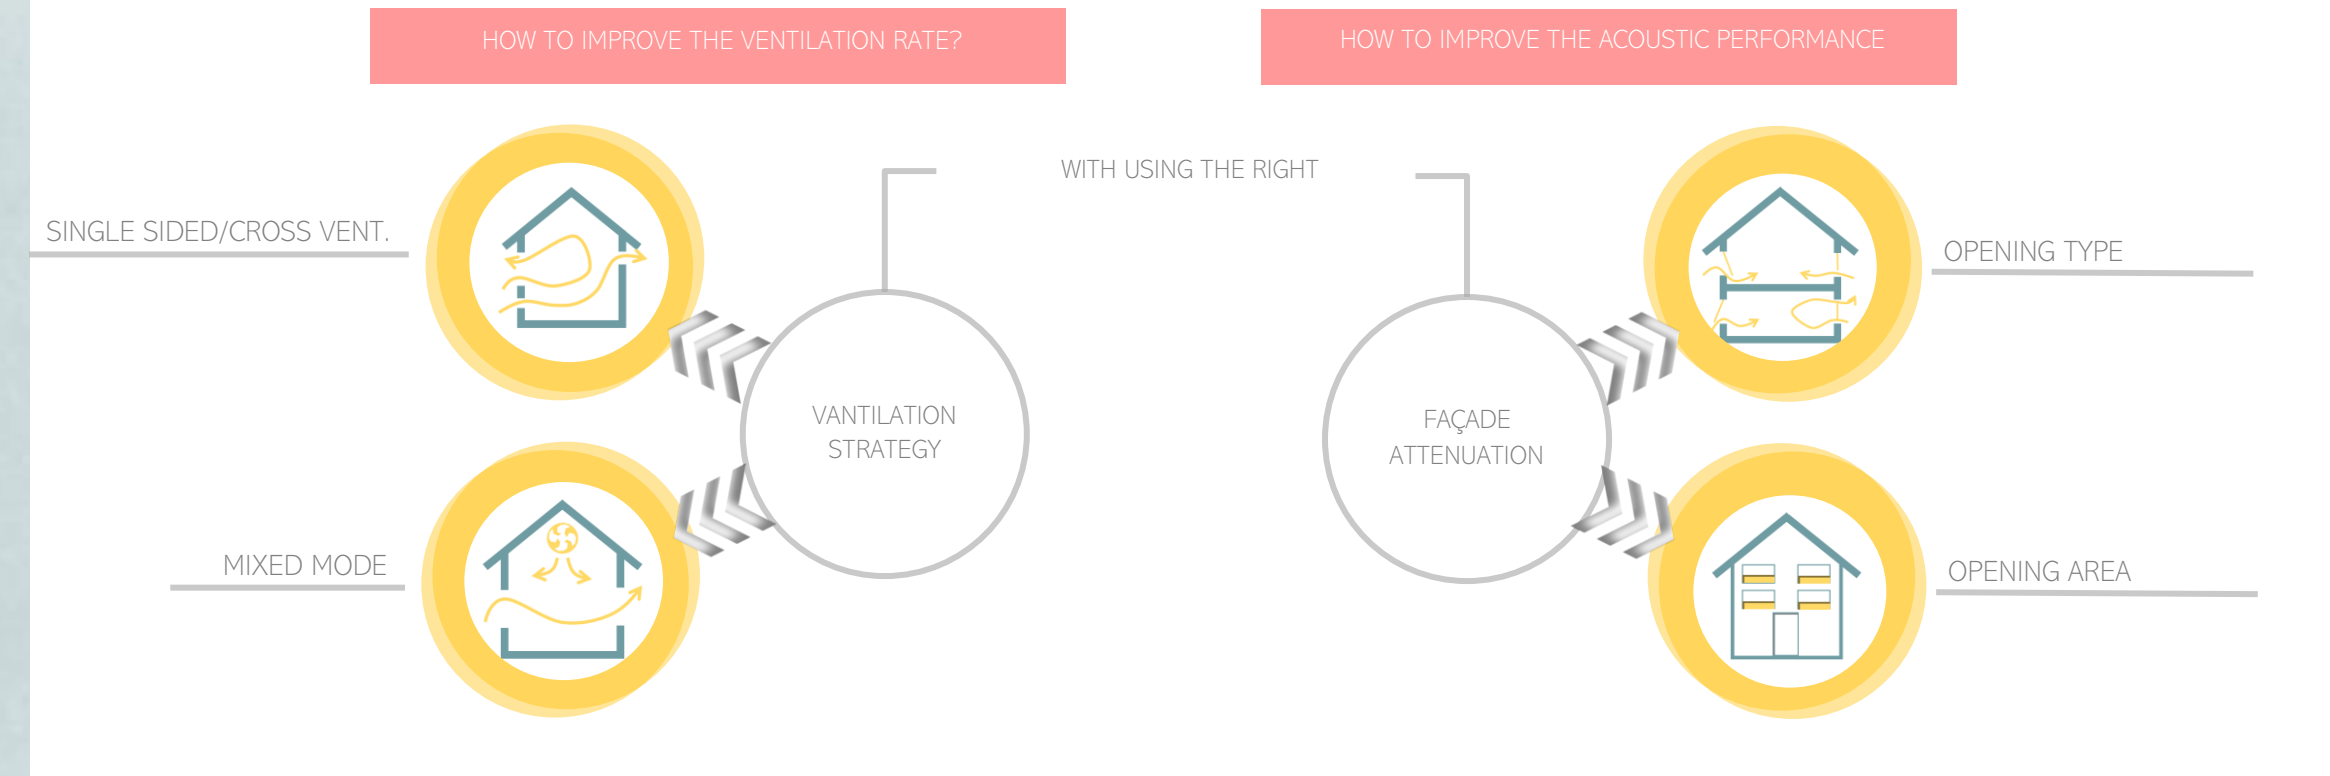 HOW TO IMPROVE THE VENTILATION RATE?
HOW TO IMPROVE THE ACOUSTIC PERFORMANCE
WITH USING THE RIGHT
SINGLE SIDED/CROSS VENT.
OPENING TYPE
VANTILATION
STRATEGY
FAÇADE
ATTENUATION
MIXED MODE
OPENING AREA